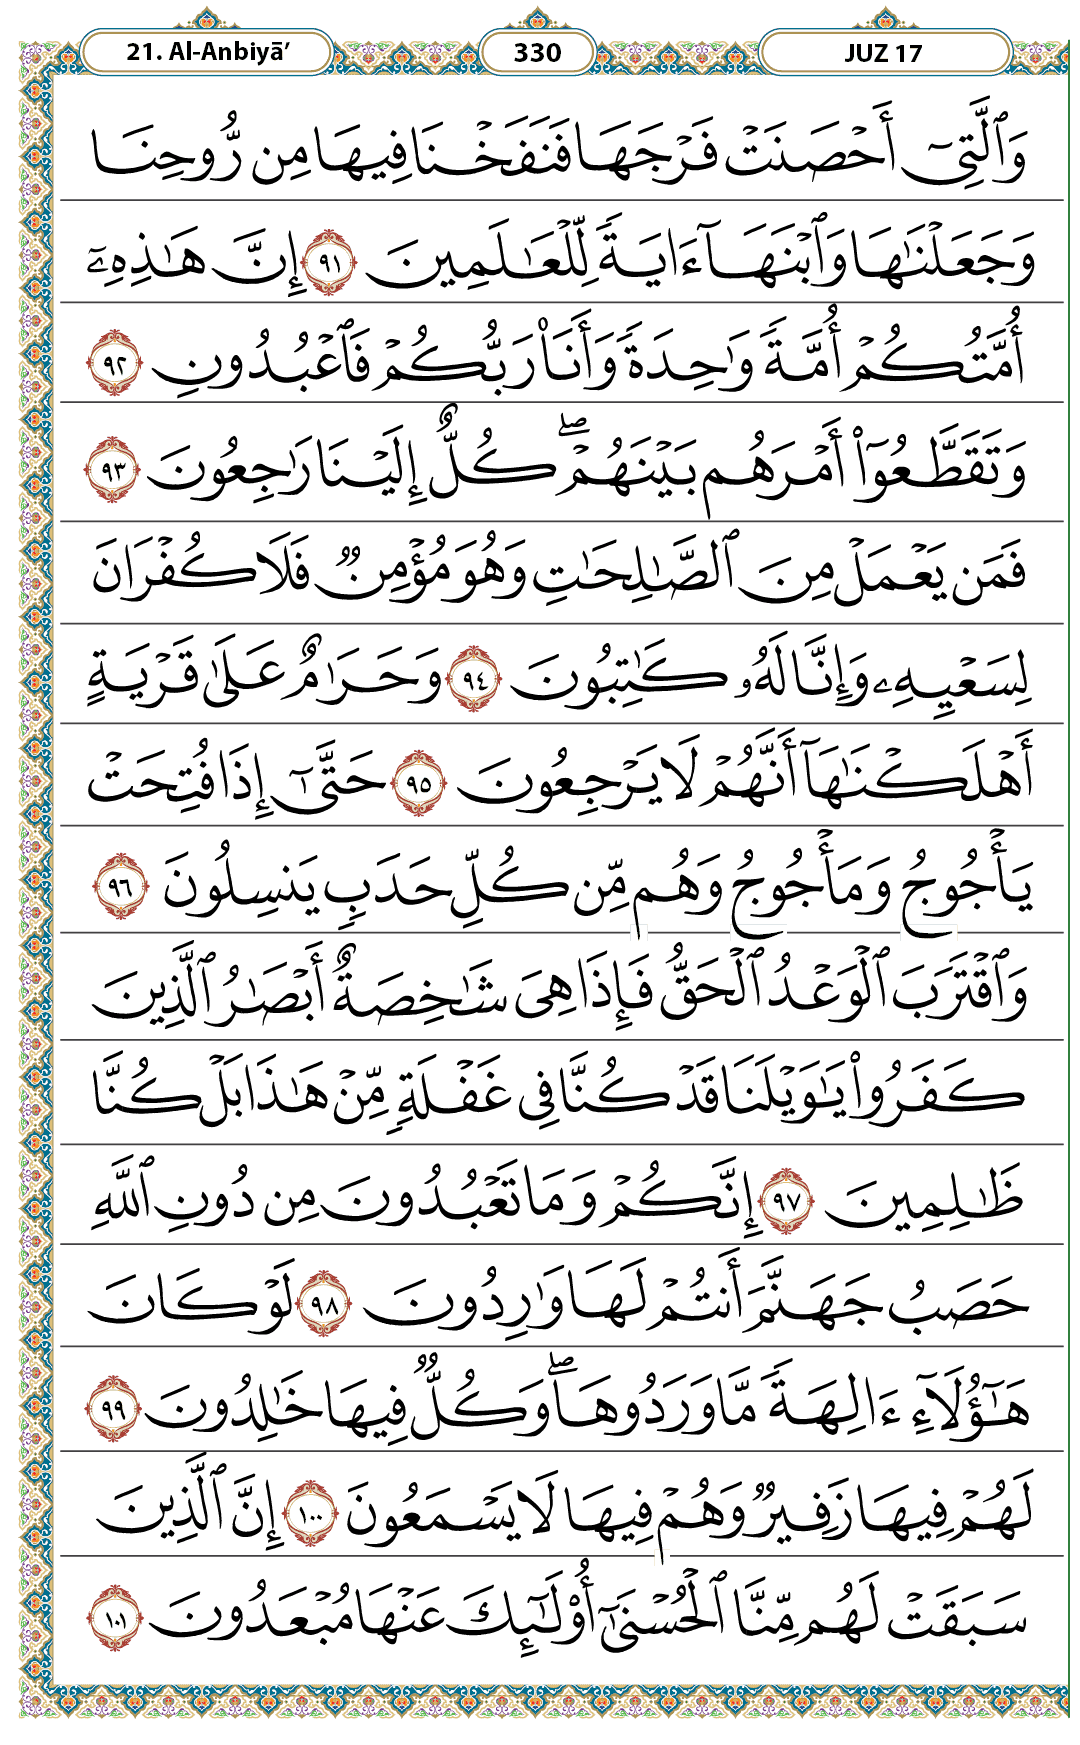 21. Al-Anbiyā’ 330 JUZ 17
وَٱلَّتِىٓ أَحْصَنَتْ فَرْجَهَا فَنَفَخْنَا فِيهَا مِن رُّوحِنَا
وَجَعَلْنَٰهَا وَٱبْنَهَآ ءَايَةً لِّلْعَٰلَمِينَ ٩١ إِنَّ هَٰذِهِۦٓ
أُمَّتُكُمْ أُمَّةً وَٰحِدَةً وَأَنَا۠ رَبُّكُمْ فَٱعْبُدُونِ ٩٢
وَتَقَطَّعُوٓا۟ أَمْرَهُم بَيْنَهُمْ ۖ كُلٌّ إِلَيْنَا رَٰجِعُونَ ٩٣
فَمَن يَعْمَلْ مِنَ ٱلصَّٰلِحَٰتِ وَهُوَ مُؤْمِنٌ فَلَا كُفْرَانَ
لِسَعْيِهِۦ وَإِنَّا لَهُۥ كَٰتِبُونَ ٩٤ وَحَرَٰمٌ عَلَىٰ قَرْيَةٍ
أَهْلَكْنَٰهَآ أَنَّهُمْ لَا يَرْجِعُونَ ٩٥ حَتَّىٰٓ إِذَا فُتِحَتْ
يَأْجُوجُ وَمَأْجُوجُ وَهُم مِّن كُلِّ حَدَبٍ يَنسِلُونَ ٩٦
وَٱقْتَرَبَ ٱلْوَعْدُ ٱلْحَقُّ فَإِذَا هِىَ شَٰخِصَةٌ أَبْصَٰرُ ٱلَّذِينَ
كَفَرُوا۟ يَٰوَيْلَنَا قَدْ كُنَّا فِى غَفْلَةٍ مِّنْ هَٰذَا بَلْ كُنَّا
ظَٰلِمِينَ ٩٧ إِنَّكُمْ وَمَا تَعْبُدُونَ مِن دُونِ ٱللَّهِ
حَصَبُ جَهَنَّمَ أَنتُمْ لَهَا وَٰرِدُونَ ٩٨ لَوْ كَانَ
هَٰٓؤُلَآءِ ءَالِهَةً مَّا وَرَدُوهَا ۖ وَكُلٌّ فِيهَا خَٰلِدُونَ ٩٩
لَهُمْ فِيهَا زَفِيرٌ وَهُمْ فِيهَا لَا يَسْمَعُونَ ١٠٠ إِنَّ ٱلَّذِينَ
سَبَقَتْ لَهُم مِّنَّا ٱلْحُسْنَىٰٓ أُو۟لَٰٓئِكَ عَنْهَا مُبْعَدُونَ ١٠١